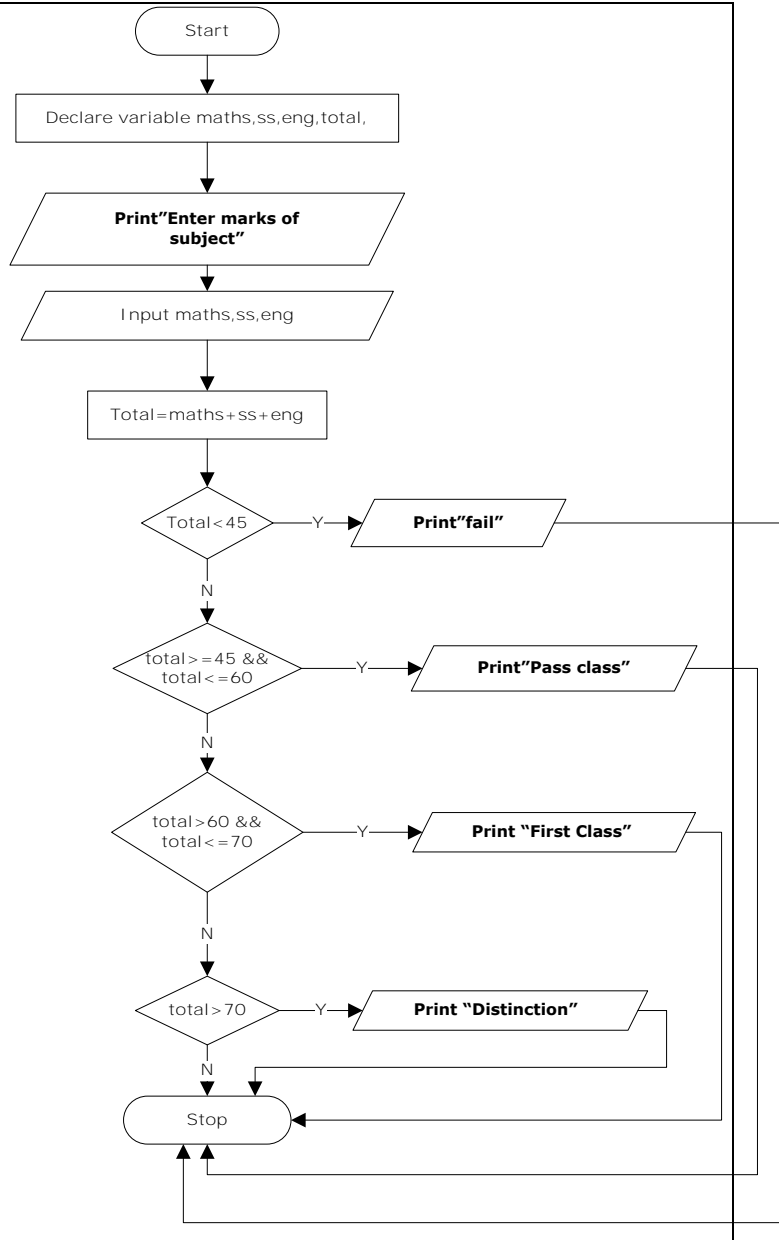 Start
Declare variable maths,ss,eng,total,
Print”Enter marks of
subject”
Input maths,ss,eng
Total=maths+ss+eng
Total<45
Y
Print”fail”
N
total>=45 &&
total<=60
Y
Print”Pass class”
N
total>60 &&
total<=70
Y
Print “First Class”
N
total>70
Y
Print “Distinction”
N
Stop